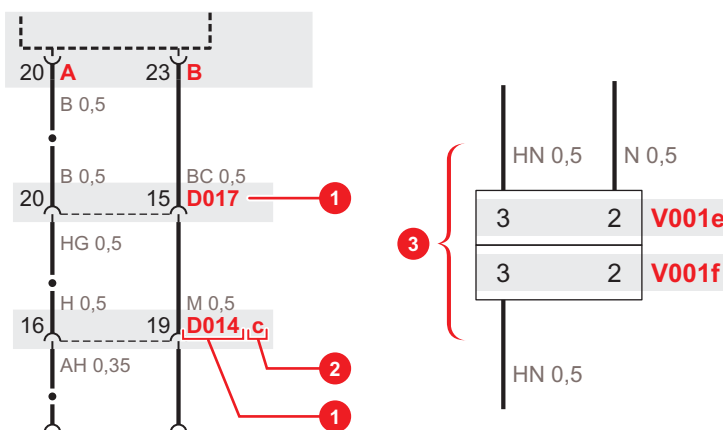 20 A 23 B
B 0,5
B 0,5 BC 0,5
20 15 D017 1
HG 0,5
H 0,5 M 0,5
16 19 D014 c
AH 0,35
2
1
HN 0,5 N 0,5
3 2 V001e
3
3 2 V001f
HN 0,5